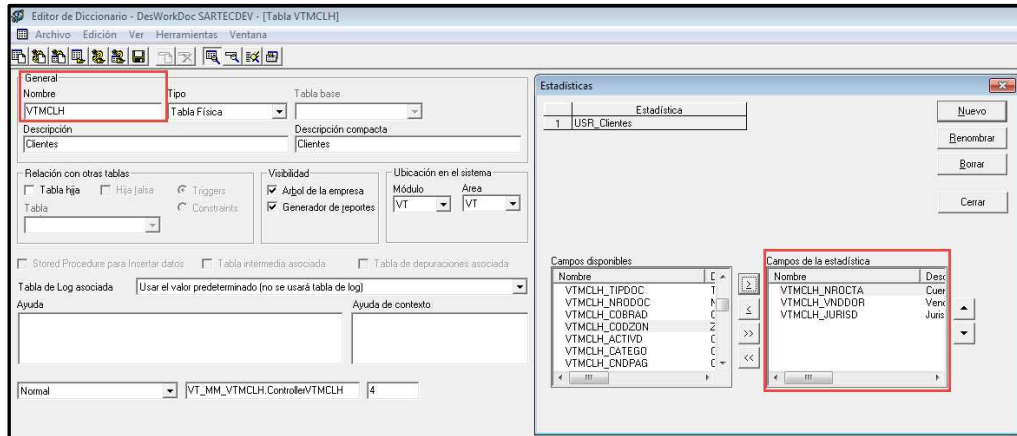 Editor de Diccionario - DesWorkDoc SARTECDEV - [Tabla VTMCLH]
Archivo Edición Ver Herramientas Ventana
General
Nombre Tipo Tabla base
VTMCLH Tabla Física
Descripción Descripción compacta
Clientes Clientes
Relación con otras tablas Visibilidad Ubicación en el sistema
Tabla hija Hija falsa Triggers Arbol de la empresa Módulo Area
Tabla Constraints Generador de reportes VT VT
Stored Procedure para Insertar datos Tabla intermedia asociada Tabla de depuraciones asociada
Tabla de Log asociada Usar el valor predeterminado (no se usará tabla de log)
Ayuda Ayuda de contexto
Normal VT_MM_VTMCLH.ControllerVTMCLH 4
Estadísticas
Estadística
1 USR_Clientes
Nuevo
Renombrar
Borrar
Cerrar
Campos disponibles
Nombre
VTMCLH_TIPDOC
VTMCLH_NRODOC
VTMCLH_COBRAD
VTMCLH_CODZON
VTMCLH_ACTIVD
VTMCLH_CATEGO
VTMCLH_CNDPAG
>
<
>>
<<
Campos de la estadística
Nombre Desc
VTMCLH_NROCTA Cuer
VTMCLH_VNDDOR Venc
VTMCLH_JURISD Juris